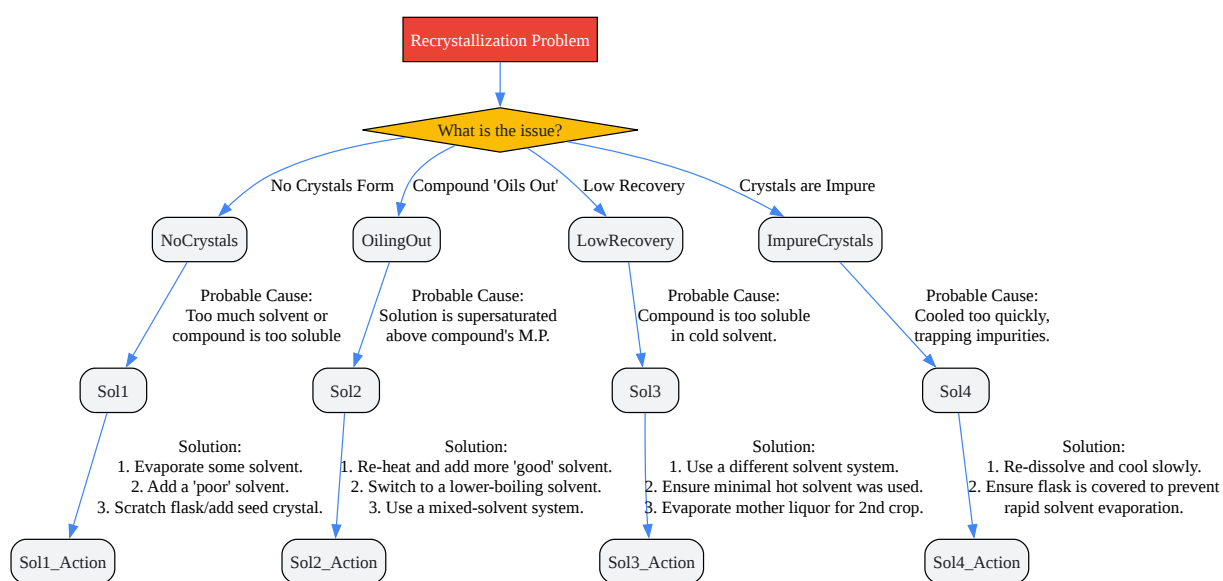 Recrystallization Problem
What is the issue?
No Crystals Form
Compound 'Oils Out'
Low Recovery
Crystals are Impure
NoCrystals
OilingOut
LowRecovery
ImpureCrystals
Probable Cause:
Too much solvent or
compound is too soluble
Probable Cause:
Solution is supersaturated
above compound's M.P.
Probable Cause:
Compound is too soluble
in cold solvent.
Probable Cause:
Cooled too quickly,
trapping impurities.
Sol1
Sol2
Sol3
Sol4
Solution:
1. Evaporate some solvent.
2. Add a 'poor' solvent.
3. Scratch flask/add seed crystal.
Solution:
1. Re-heat and add more 'good' solvent.
2. Switch to a lower-boiling solvent.
3. Use a mixed-solvent system.
Solution:
1. Use a different solvent system.
2. Ensure minimal hot solvent was used.
3. Evaporate mother liquor for 2nd crop.
Solution:
1. Re-dissolve and cool slowly.
2. Ensure flask is covered to prevent
rapid solvent evaporation.
Sol1_Action
Sol2_Action
Sol3_Action
Sol4_Action